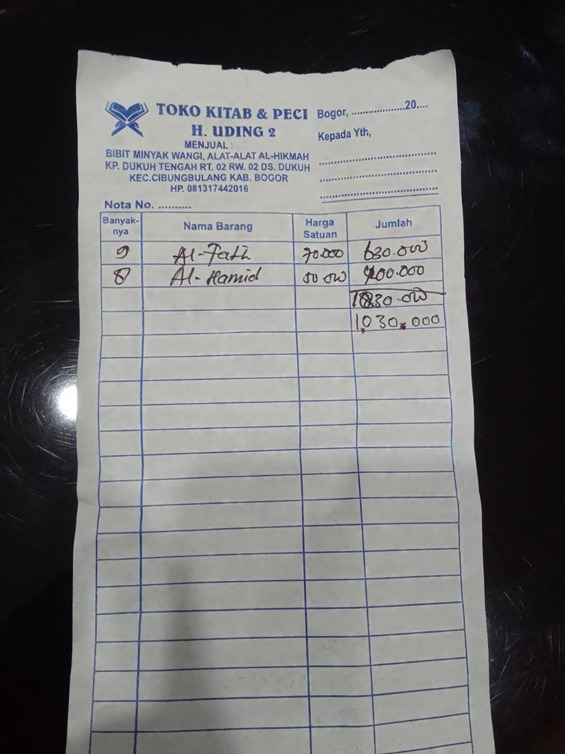 TOKO KITAB & PECI
H. UDING 2
MENJUAL :
BIBIT MINYAK WANGI, ALAT-ALAT AL-HIKMAH
KP. DUKUH TENGAH RT. 02 RW. 02 DS. DUKUH
KEC.CIBUNGBULANG KAB. BOGOR
HP. 081317442016
Bogor, ....................20....
Kepada Yth,
Nota No. ..........
Banyak-nya Nama Barang Harga Satuan Jumlah
9 Al-Fath 70.000 630.000
8 Al-Hamid 50.000 400.000
1.030.000